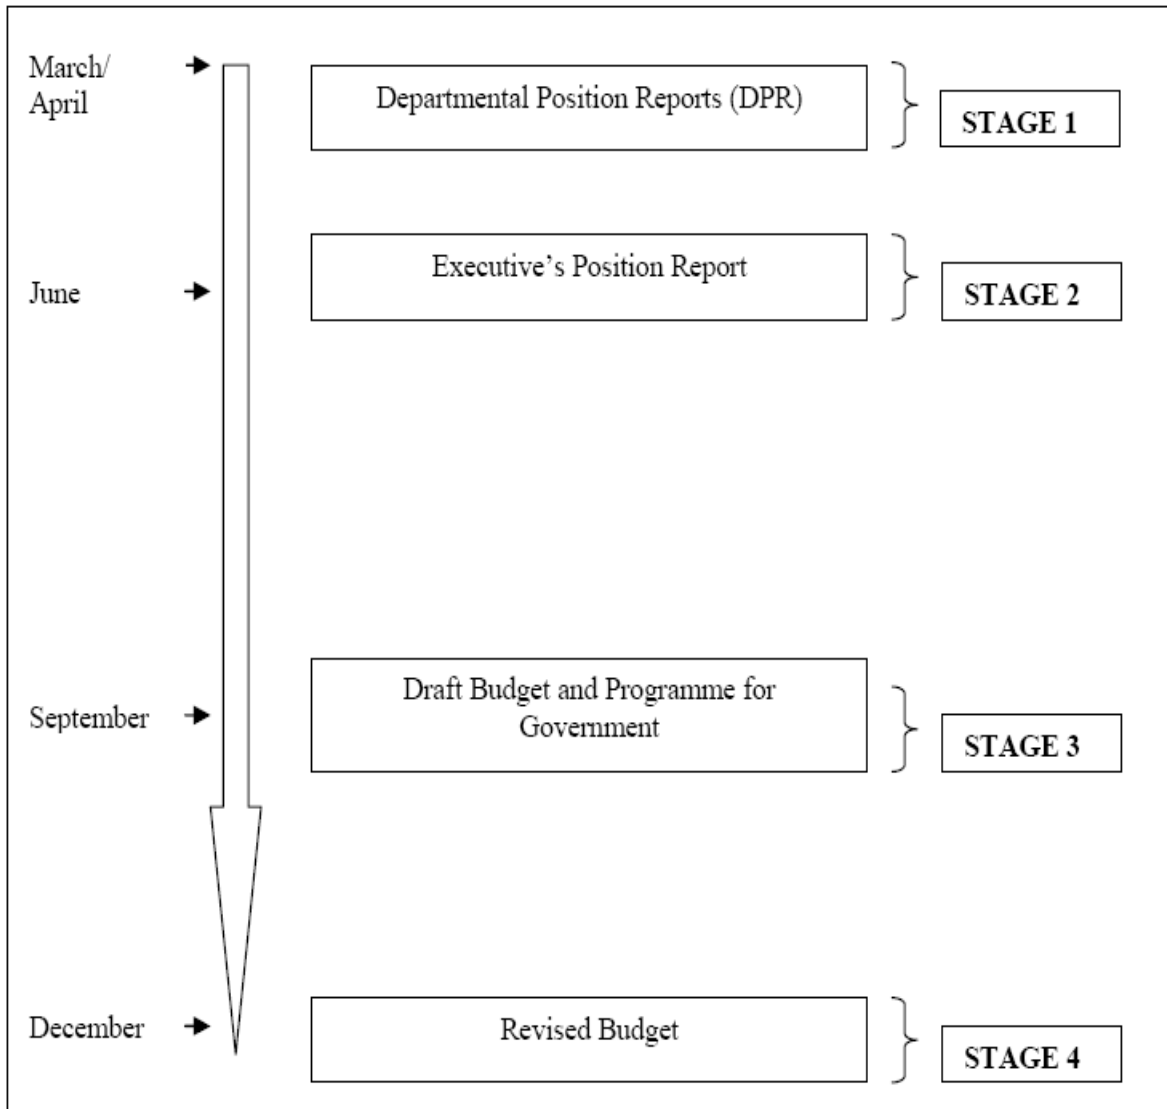 March/
April
Departmental Position Reports (DPR)
STAGE 1
June
Executive’s Position Report
STAGE 2
September
Draft Budget and Programme for
Government
STAGE 3
December
Revised Budget
STAGE 4